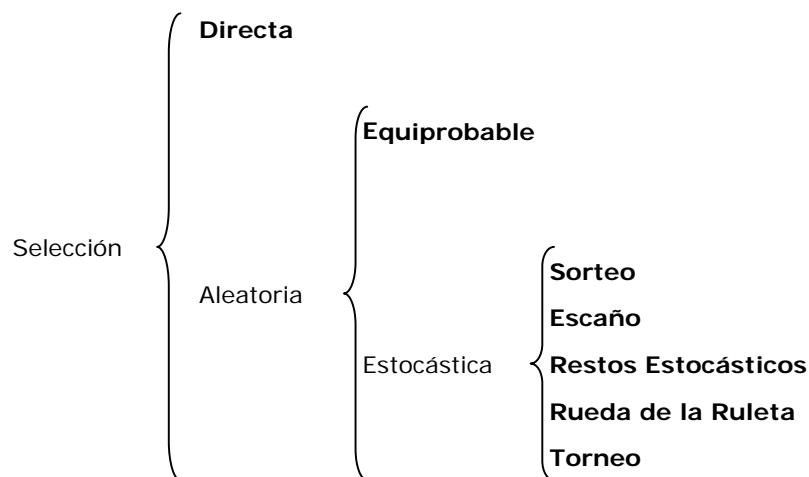 Directa
Equiprobable
Selección
Aleatoria
Sorteo
Escaño
Estocástica
Restos Estocásticos
Rueda de la Ruleta
Torneo